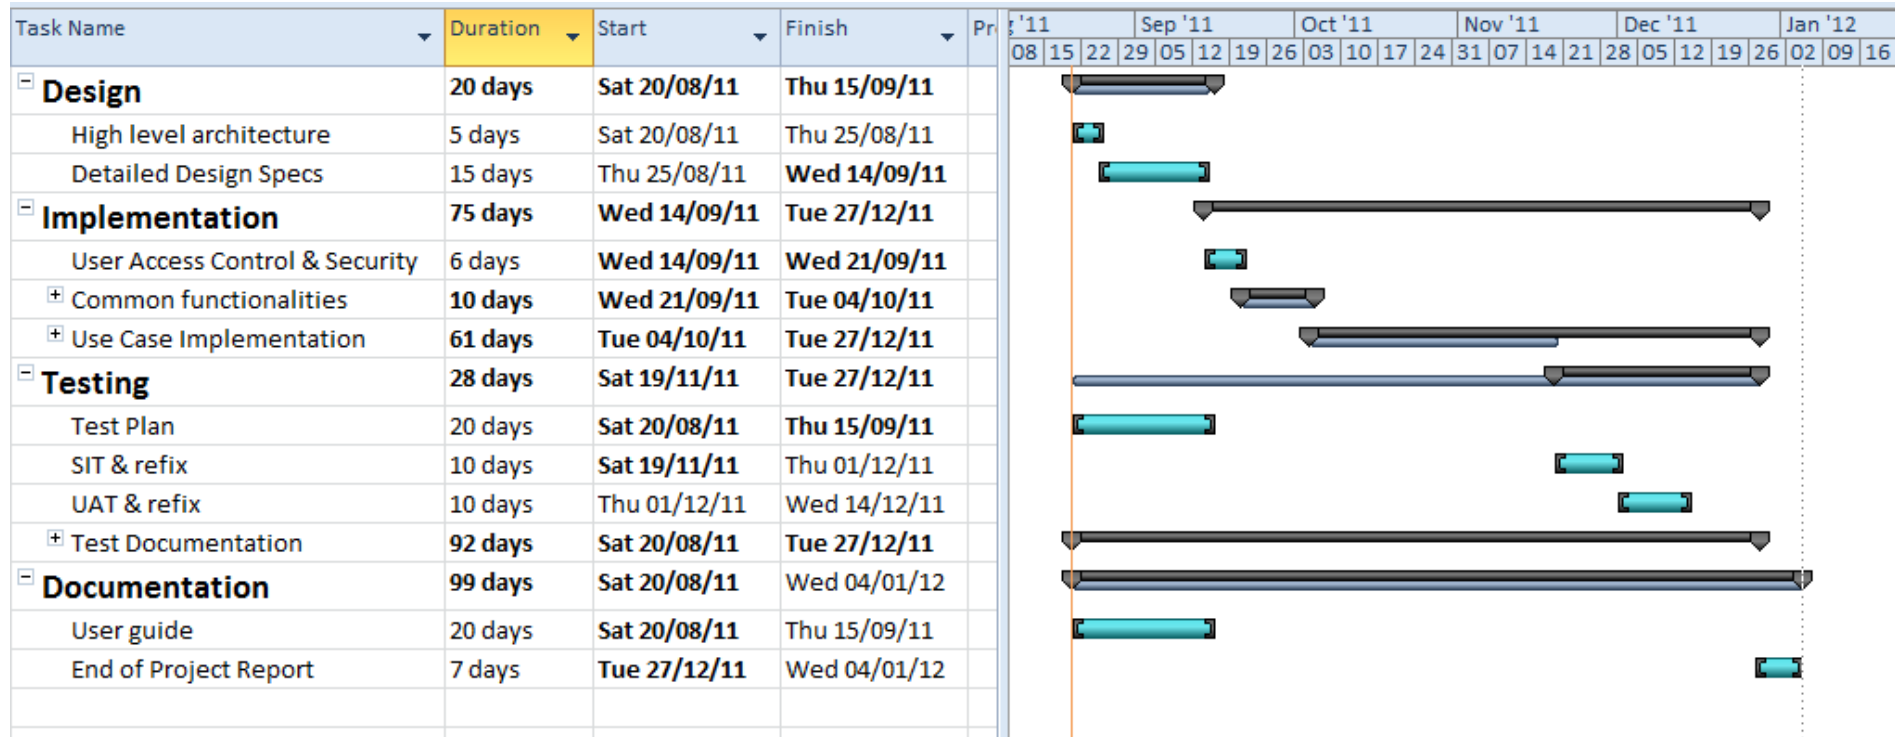 Task Name Duration Start Finish Pr '11 Sep '11 Oct '11 Nov '11 Dec '11 Jan '12
08 15 22 29 05 12 19 26 03 10 17 24 31 07 14 21 28 05 12 19 26 02 09 16
Design 20 days Sat 20/08/11 Thu 15/09/11
High level architecture 5 days Sat 20/08/11 Thu 25/08/11
Detailed Design Specs 15 days Thu 25/08/11 Wed 14/09/11
Implementation 75 days Wed 14/09/11 Tue 27/12/11
User Access Control & Security 6 days Wed 14/09/11 Wed 21/09/11
Common functionalities 10 days Wed 21/09/11 Tue 04/10/11
Use Case Implementation 61 days Tue 04/10/11 Tue 27/12/11
Testing 28 days Sat 19/11/11 Tue 27/12/11
Test Plan 20 days Sat 20/08/11 Thu 15/09/11
SIT & refix 10 days Sat 19/11/11 Thu 01/12/11
UAT & refix 10 days Thu 01/12/11 Wed 14/12/11
Test Documentation 92 days Sat 20/08/11 Tue 27/12/11
Documentation 99 days Sat 20/08/11 Wed 04/01/12
User guide 20 days Sat 20/08/11 Thu 15/09/11
End of Project Report 7 days Tue 27/12/11 Wed 04/01/12